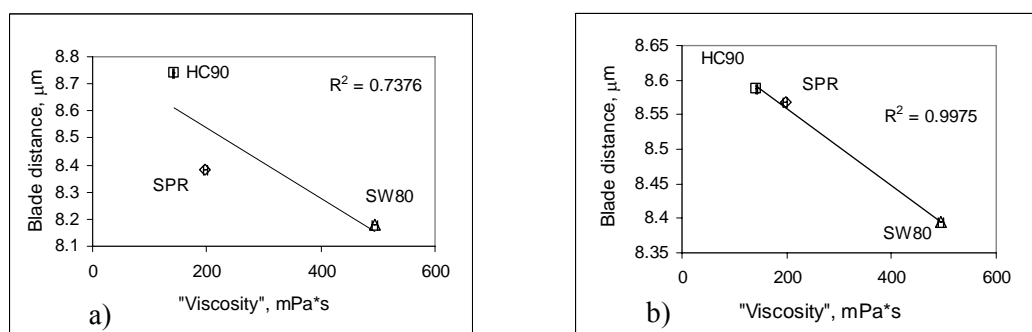 8.8
8.7
8.6
8.5
8.4
8.3
8.2
8.1
0 200 400 600
Blade distance, μm
"Viscosity", mPa*s
HC90
SPR
SW80
R² = 0.7376
a)
8.65
8.6
8.55
8.5
8.45
8.4
8.35
0 200 400 600
Blade distance, μm
"Viscosity", mPa*s
HC90
SPR
SW80
R² = 0.9975
b)